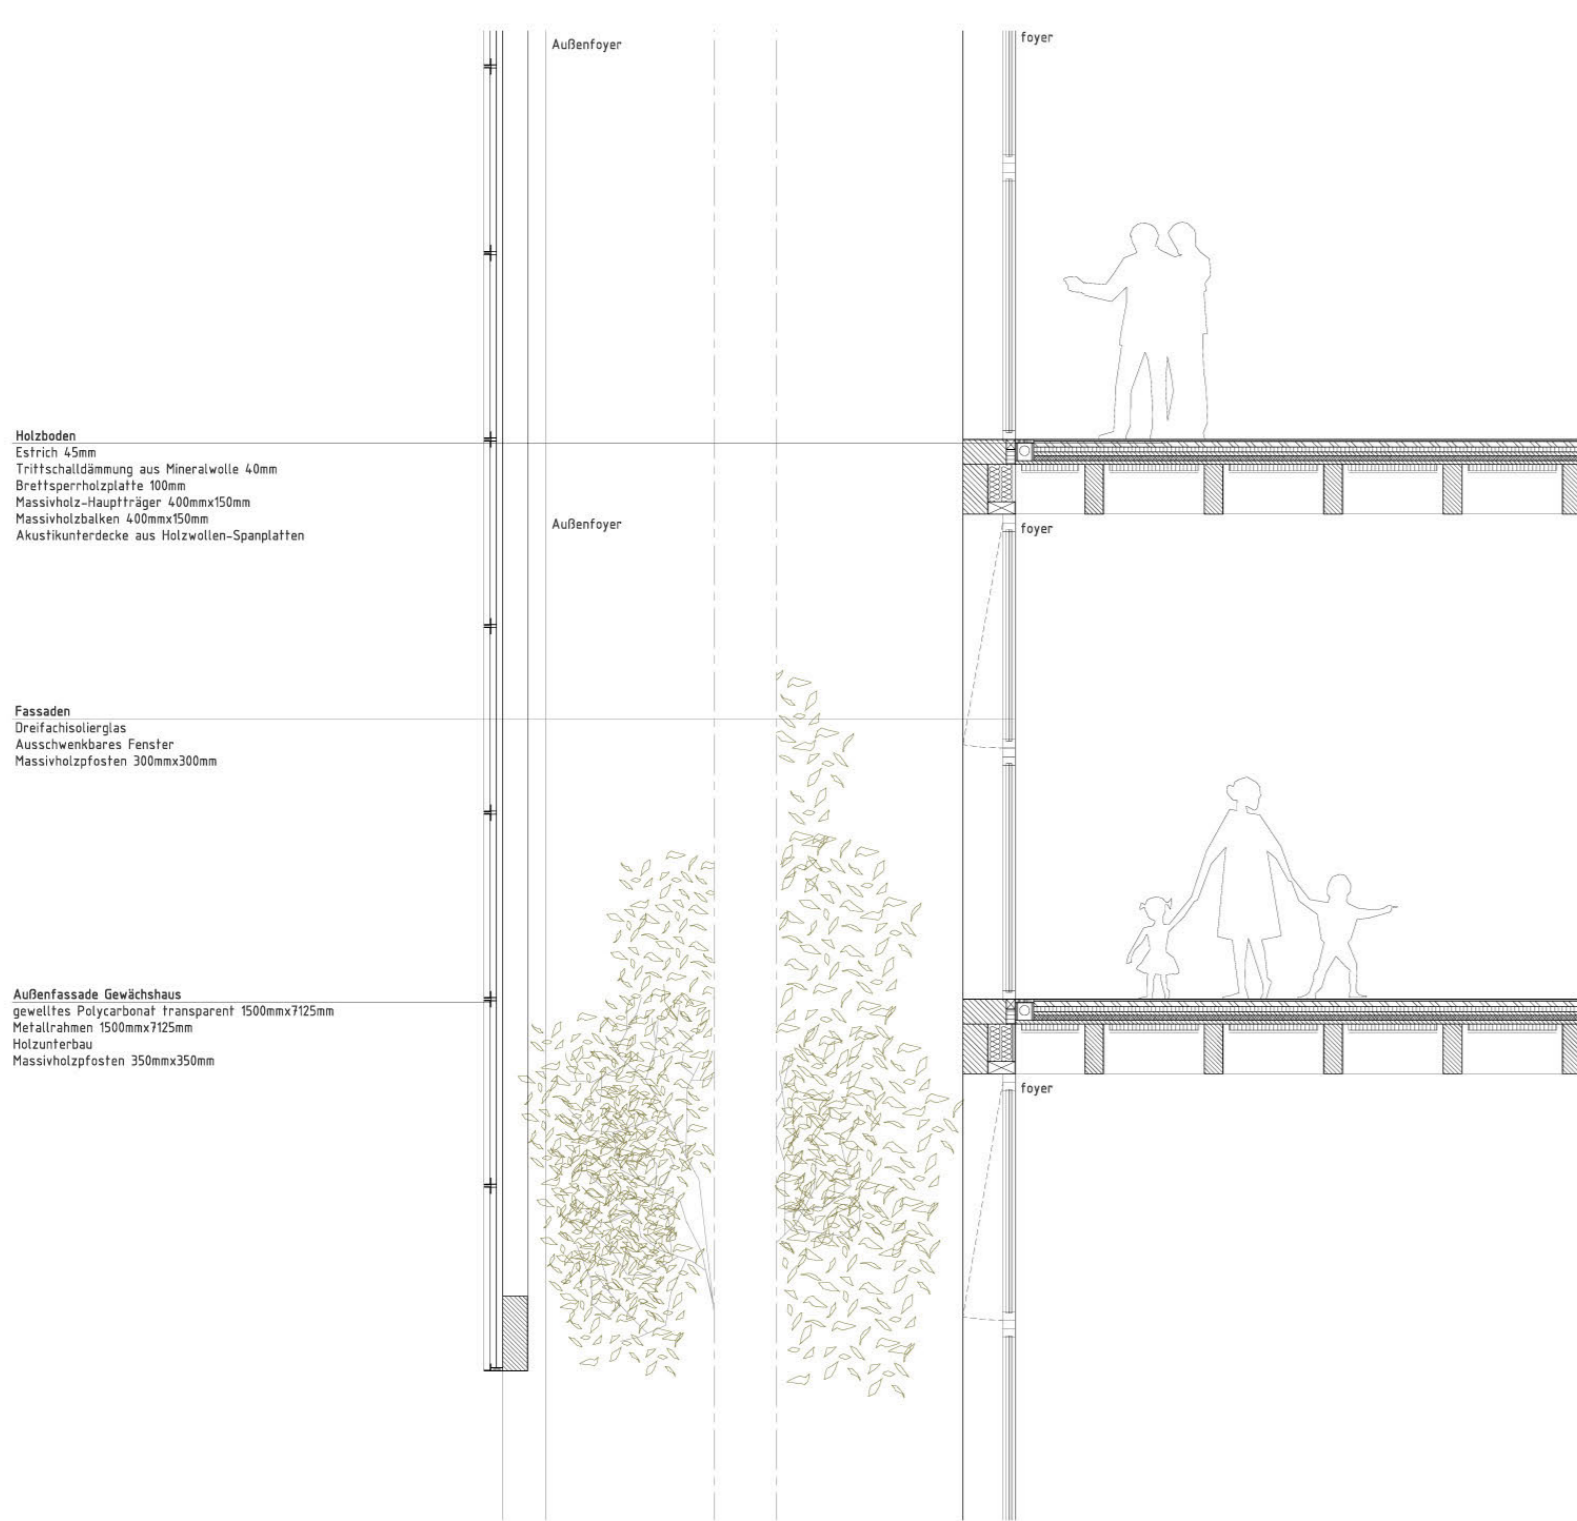 Außenfoyer
foyer
Holzboden
Estrich 45mm
Trittschalldämmung aus Mineralwolle 40mm
Brettsperrholzplatte 100mm
Massivholz-Hauptträger 400mmx150mm
Massivholzbalken 400mmx150mm
Akustikunterdecke aus Holzwollen-Spanplatten
Außenfoyer
foyer
Fassaden
Dreifachisolierglas
Ausschwenkbares Fenster
Massivholzpfosten 300mmx300mm
Außenfassade Gewächshaus
gewelltes Polycarbonat transparent 1500mmx7125mm
Metallrahmen 1500mmx7125mm
Holzunterbau
Massivholzpfosten 350mmx350mm
foyer